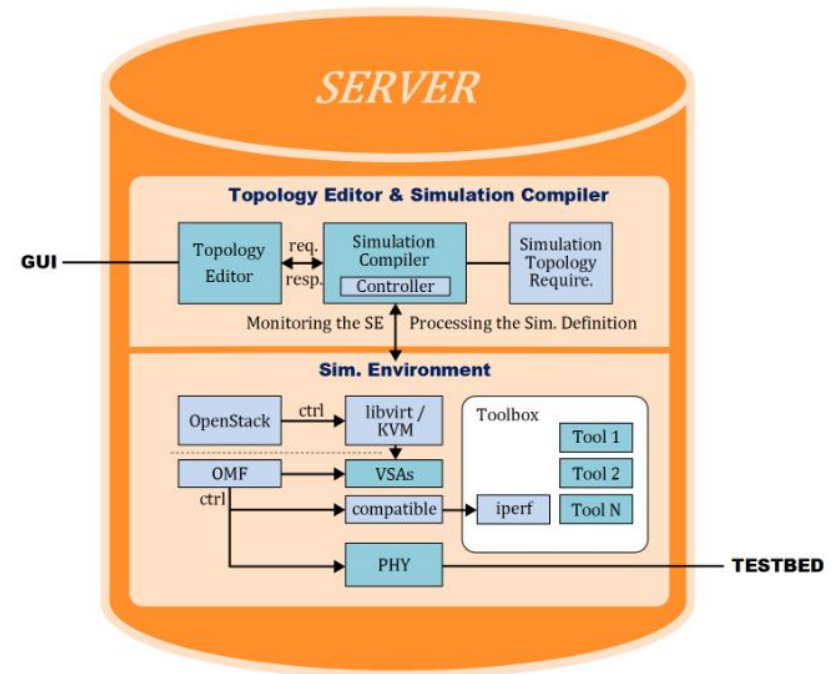 SERVER
Topology Editor & Simulation Compiler
GUI
Topology
Editor
req.
resp.
Simulation
Compiler
Controller
Simulation
Topology
Require.
Monitoring the SE
Processing the Sim. Definition
Sim. Environment
OpenStack
ctrl
libvirt /
KVM
Toolbox
Tool 1
Tool 2
Tool N
OMF
ctrl
VSAs
compatible
iperf
PHY
TESTBED